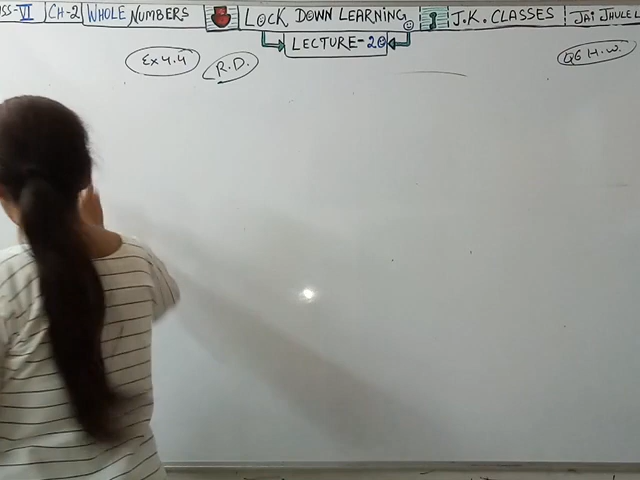 SS-VI CH-2 WHOLE NUMBERS LOCK DOWN LEARNING J.K. CLASSES JAI JHULE
LECTURE-20
Ex 4.4 R.D. Q6 H.W.